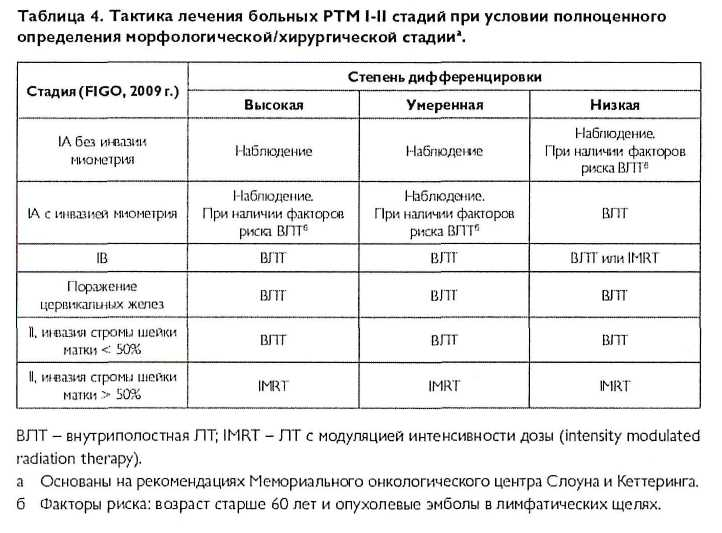 Таблица 4. Тактика лечения больных РТМ I-II стадий при условии полноценного
определения морфологической/хирургической стадииᵃ.
Стадия (FIGO, 2009 г.)
Степень дифференцировки
Высокая
Умеренная
Низкая
IA без инвазии
миометрия
Наблюдение
Наблюдение
Наблюдение.
При наличии факторов
риска ВЛТᵇ
IA с инвазией миометрия
Наблюдение.
При наличии факторов
риска ВЛТᵇ
Наблюдение.
При наличии факторов
риска ВЛТᵇ
ВЛТ
IB
ВЛТ
ВЛТ
ВЛТ или IMRT
Поражение
цервикальных желез
ВЛТ
ВЛТ
ВЛТ
II, инвазия стромы шейки
матки < 50%
ВЛТ
ВЛТ
ВЛТ
II, инвазия стромы шейки
матки > 50%
IMRT
IMRT
IMRT
ВЛТ – внутриполостная ЛТ; IMRT – ЛТ с модуляцией интенсивности дозы (intensity modulated
radiation therapy).
а Основаны на рекомендациях Мемориального онкологического центра Слоуна и Кеттеринга.
б Факторы риска: возраст старше 60 лет и опухолевые эмболы в лимфатических щелях.